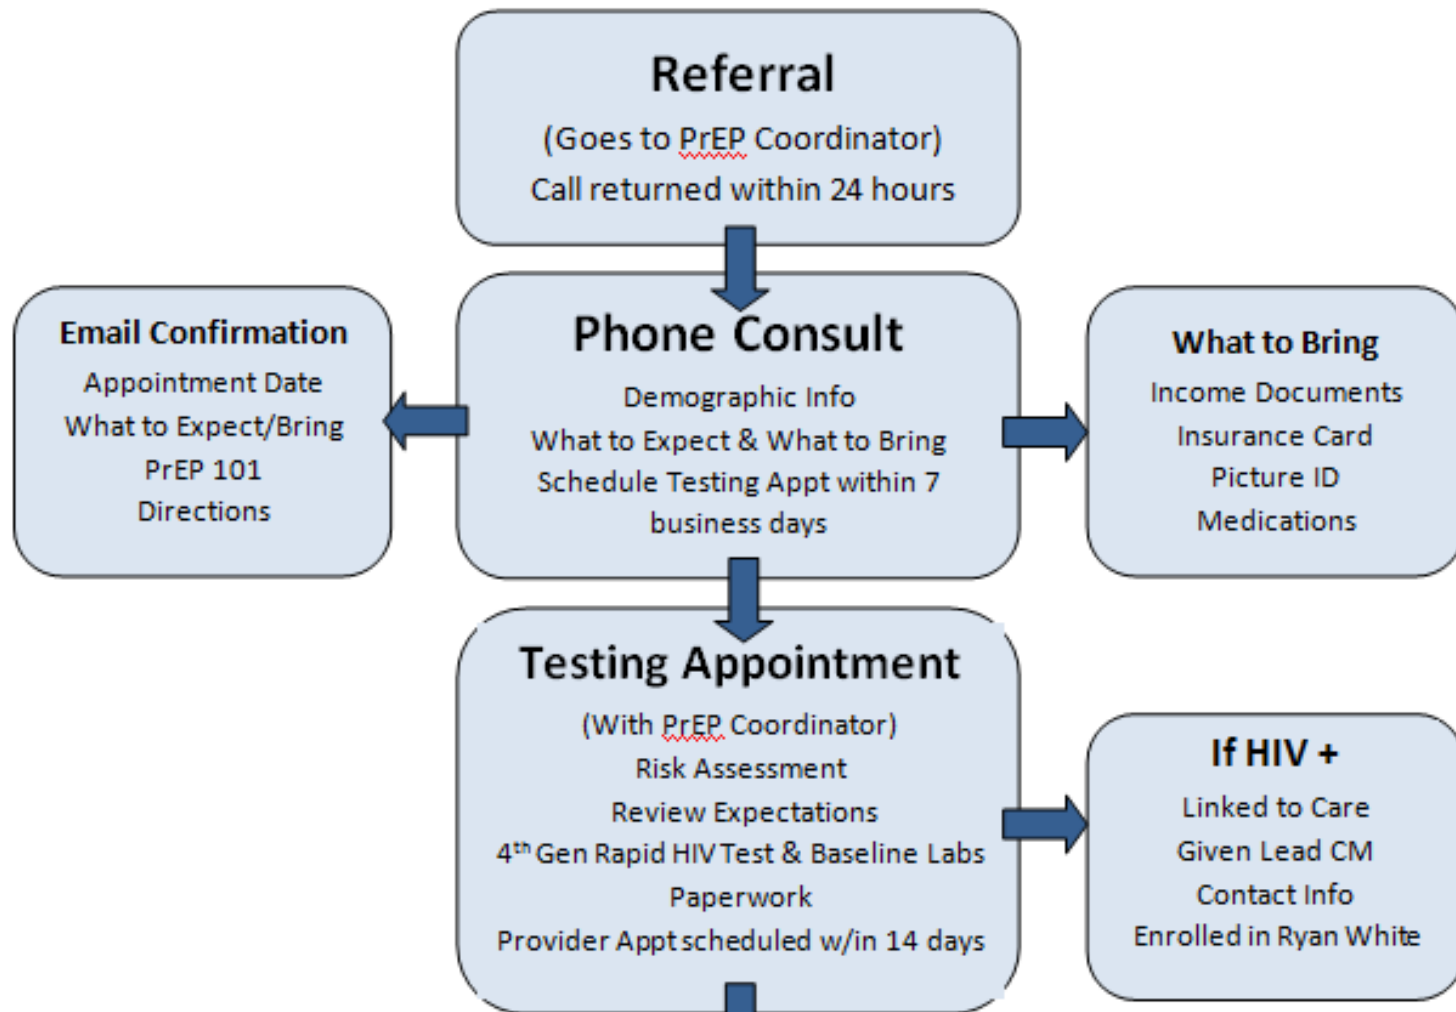 Referral
(Goes to PrEP Coordinator)
Call returned within 24 hours
Email Confirmation
Appointment Date
What to Expect/Bring
PrEP 101
Directions
Phone Consult
Demographic Info
What to Expect & What to Bring
Schedule Testing Appt within 7
business days
What to Bring
Income Documents
Insurance Card
Picture ID
Medications
Testing Appointment
(With PrEP Coordinator)
Risk Assessment
Review Expectations
4th Gen Rapid HIV Test & Baseline Labs
Paperwork
Provider Appt scheduled w/in 14 days
If HIV +
Linked to Care
Given Lead CM
Contact Info
Enrolled in Ryan White